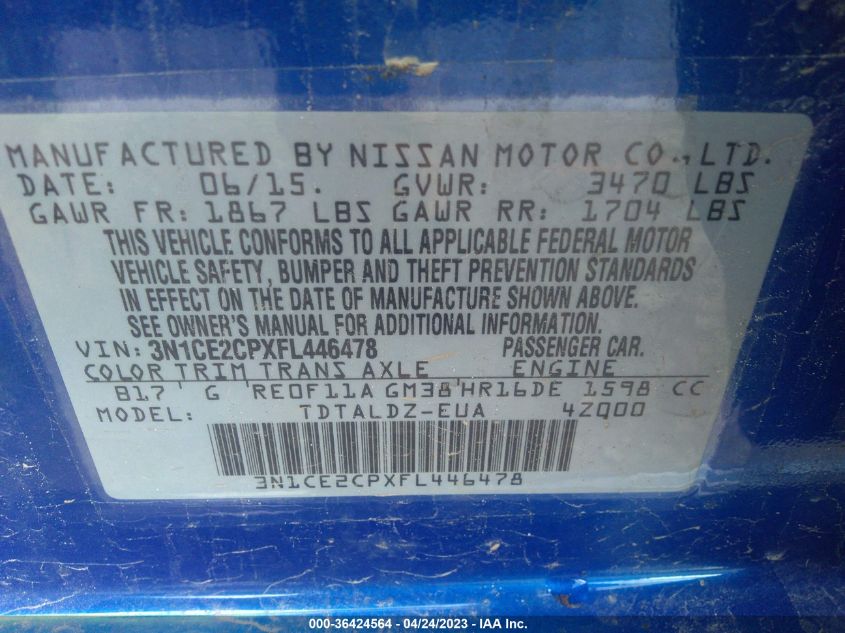 MANUFACTURED BY NISSAN MOTOR CO., LTD.
DATE: 06/15. GVWR: 3470 LBS
GAWR FR: 1867 LBS GAWR RR: 1704 LBS
THIS VEHICLE CONFORMS TO ALL APPLICABLE FEDERAL MOTOR
VEHICLE SAFETY, BUMPER AND THEFT PREVENTION STANDARDS
IN EFFECT ON THE DATE OF MANUFACTURE SHOWN ABOVE.
SEE OWNER'S MANUAL FOR ADDITIONAL INFORMATION
VIN: 3N1CE2CPXFL446478 PASSENGER CAR.
COLOR TRIM TRANS AXLE ENGINE
B17 G RE0F11A GM38 HR16DE 1598 CC
MODEL: TDTALDZ-EUA 4ZQ00
3N1CE2CPXFL446478
000-36424564 - 04/24/2023 - IAA Inc.